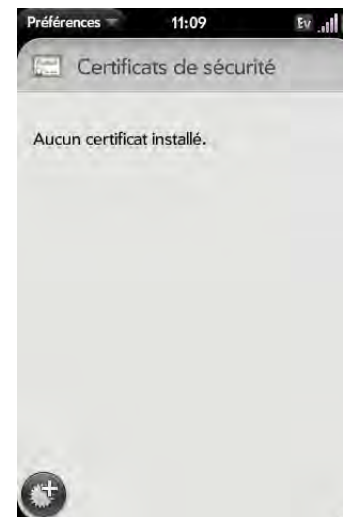 Préférences 11:09 Ev
Certificats de sécurité
Aucun certificat installé.